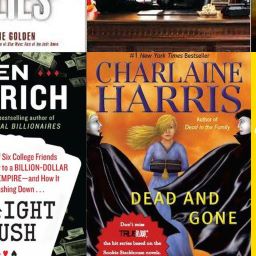 E GOLDEN
EN
RICH
bestselling author of
AL BILLIONAIRES
Six College Friends
to a BILLION-DOLLAR
EMPIRE—and How It
shing Down . . .
IGHT
USH
#1 New York Times Bestseller
CHARLAINE
HARRIS
Author of
Dead in the Family
DEAD AND
GONE
Don't miss
TRUE BLOOD
the hit series based on the
Sookie Stackhouse novels